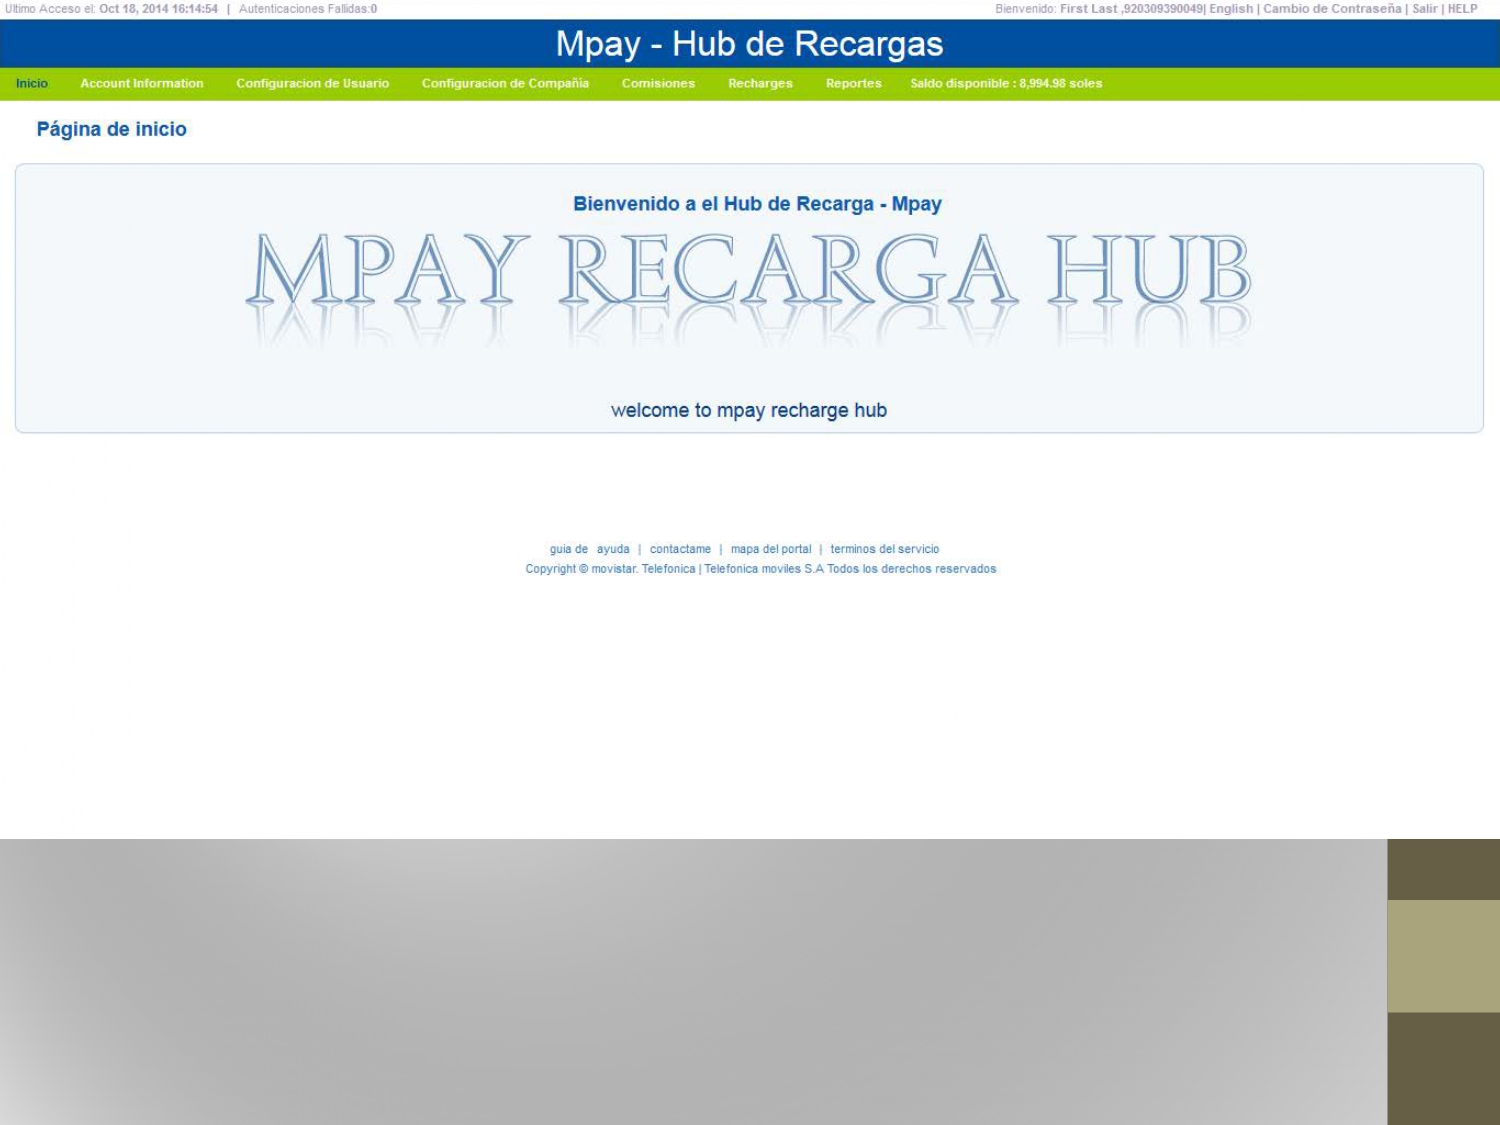 Ultimo Acceso el: Oct 18, 2014 16:14:54 | Autenticaciones Fallidas:0
Bienvenido: First Last ,920309390049| English | Cambio de Contraseña | Salir | HELP
Mpay - Hub de Recargas
Inicio Account Information Configuracion de Usuario Configuracion de Compañia Comisiones Recharges Reportes Saldo disponible : 8,994.98 soles
Página de inicio
Bienvenido a el Hub de Recarga - Mpay
MPAY RECARGA HUB
welcome to mpay recharge hub
guia de ayuda | contactame | mapa del portal | terminos del servicio
Copyright © movistar. Telefonica | Telefonica moviles S.A Todos los derechos reservados